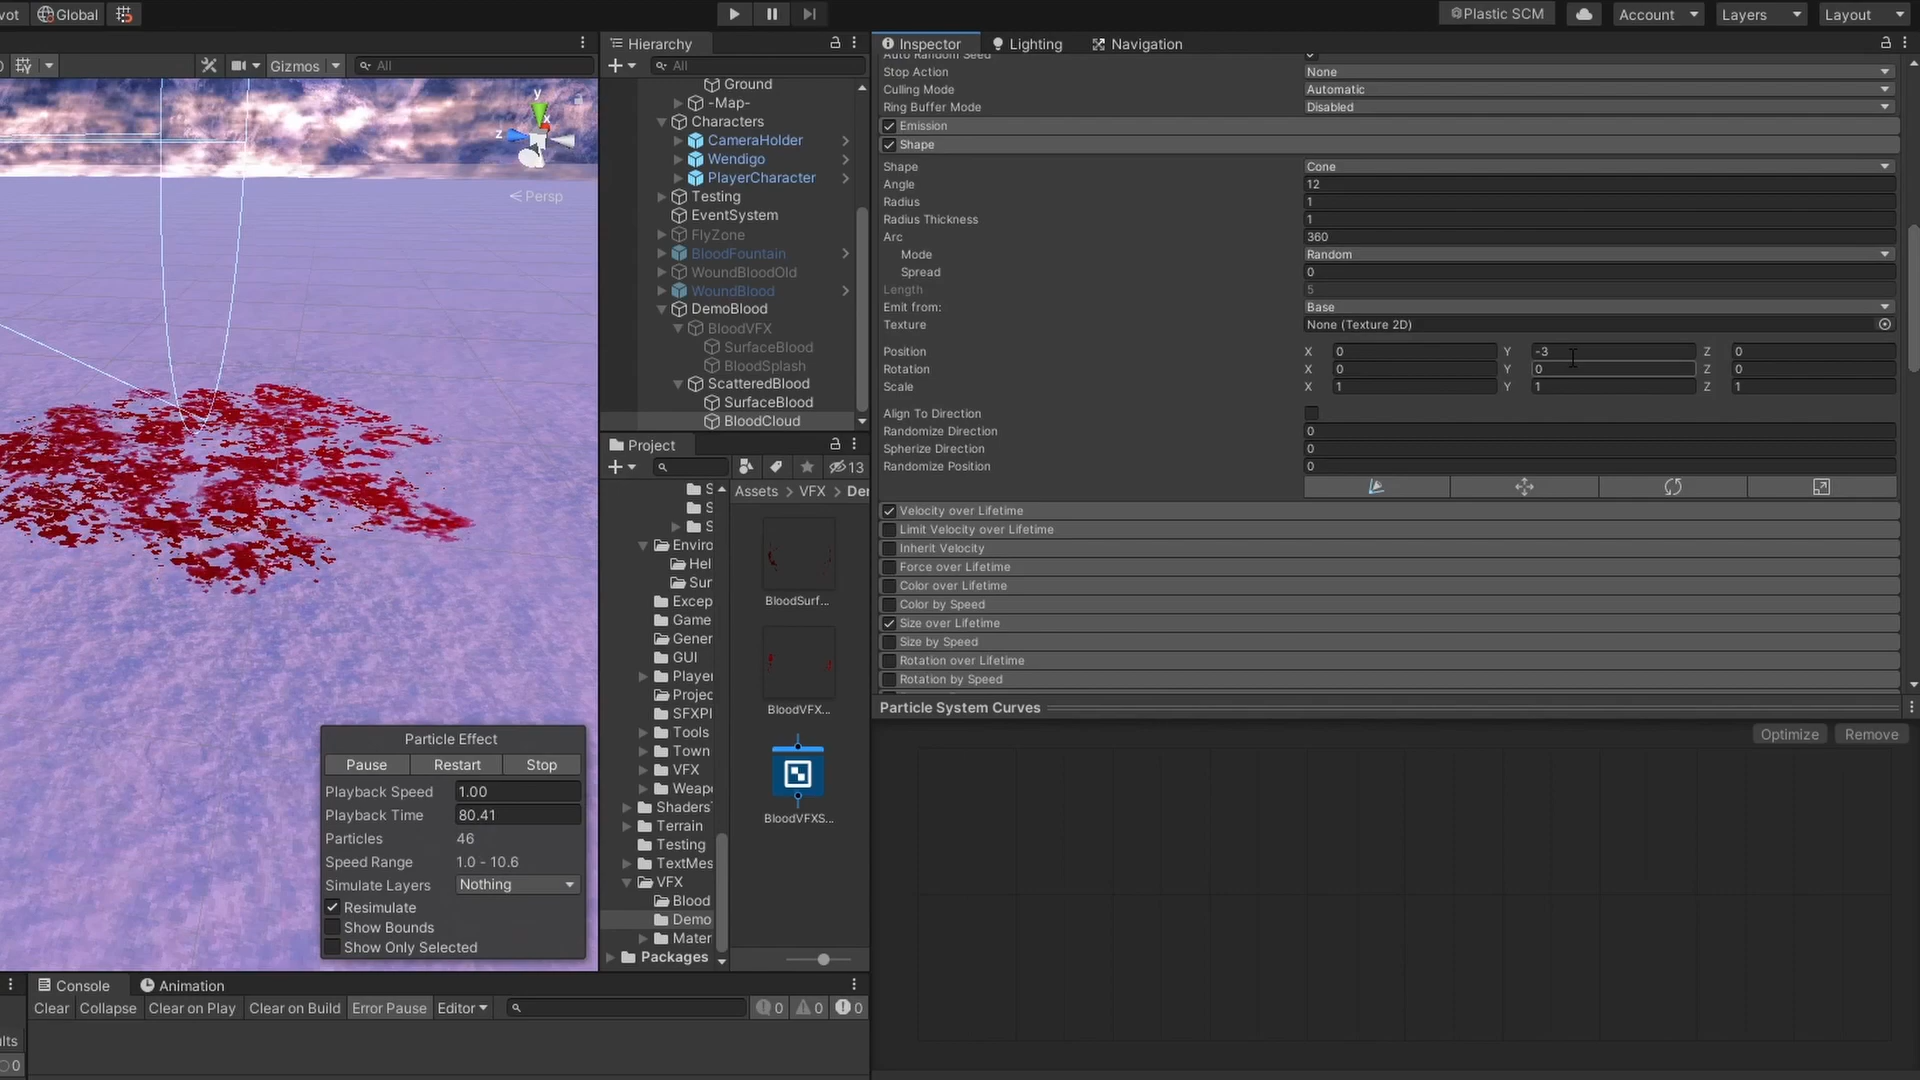 vot
Global
Plastic SCM
Account
Layers
Layout
Gizmos
All
y
x
z
Persp
Hierarchy
All
Ground
-Map-
Characters
CameraHolder
Wendigo
PlayerCharacter
Testing
EventSystem
FlyZone
BloodFountain
WoundBloodOld
WoundBlood
DemoBlood
BloodVFX
SurfaceBlood
BloodSplash
ScatteredBlood
SurfaceBlood
BloodCloud
Project
13
Assets > VFX > Der
S
S
S
Enviro
Hel
Sur
Excep
Game
Gener
GUI
Player
Projec
SFXPl
Tools
Town
VFX
Weapo
Shaders
Terrain
Testing
TextMes
VFX
Blood
Demo
Mater
Packages
BloodSurf...
BloodVFX...
BloodVFXS...
Inspector
Lighting
Navigation
Auto Random Seed
Stop Action None
Culling Mode Automatic
Ring Buffer Mode Disabled
Emission
Shape
Shape Cone
Angle 12
Radius 1
Radius Thickness 1
Arc 360
Mode Random
Spread 0
Length 5
Emit from: Base
Texture None (Texture 2D)
Position X 0 Y -3 Z 0
Rotation X 0 Y 0 Z 0
Scale X 1 Y 1 Z 1
Align To Direction
Randomize Direction 0
Spherize Direction 0
Randomize Position 0
Velocity over Lifetime
Limit Velocity over Lifetime
Inherit Velocity
Force over Lifetime
Color over Lifetime
Color by Speed
Size over Lifetime
Size by Speed
Rotation over Lifetime
Rotation by Speed
Particle System Curves
Optimize Remove
Particle Effect
Pause Restart Stop
Playback Speed 1.00
Playback Time 80.41
Particles 46
Speed Range 1.0 - 10.6
Simulate Layers Nothing
Resimulate
Show Bounds
Show Only Selected
Console
Animation
Clear Collapse Clear on Play Clear on Build Error Pause Editor
0 0 0
ults
0